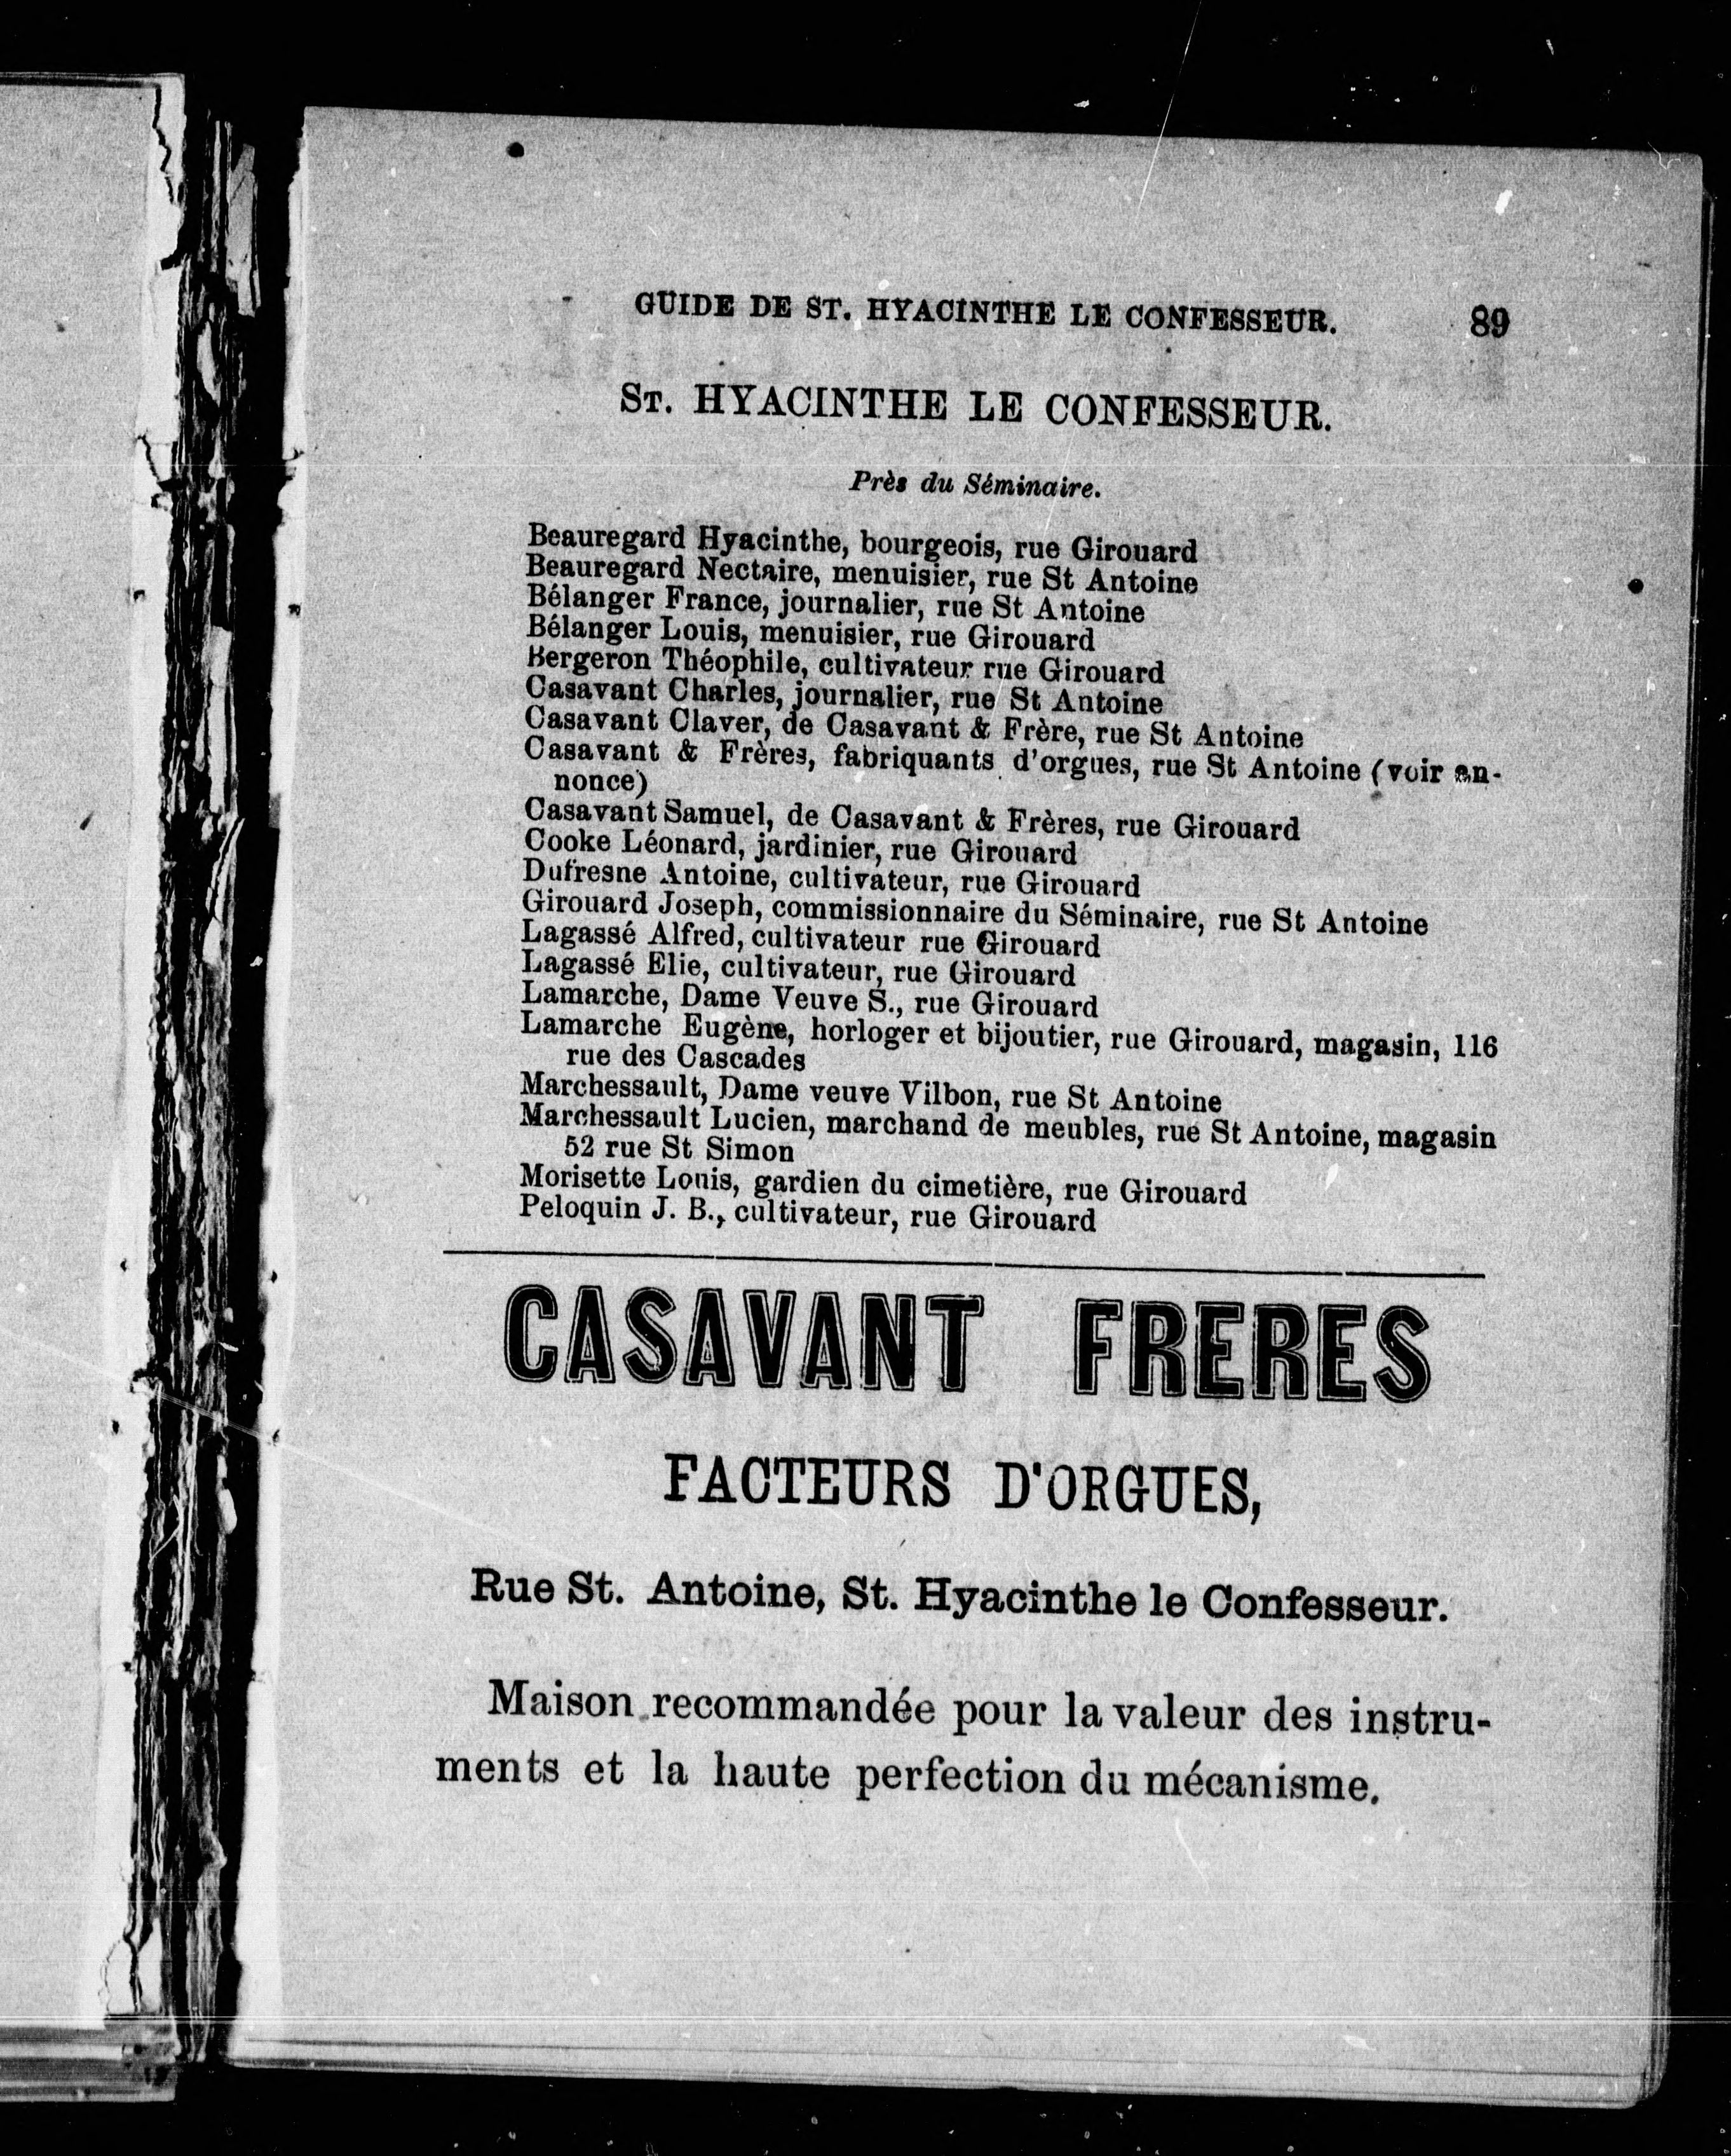 GUIDE DE ST. HYACINTHE LE CONFESSEUR. 89
ST. HYACINTHE LE CONFESSEUR.
Près du Séminaire.
Beauregard Hyacinthe, bourgeois, rue Girouard
Beauregard Nectaire, menuisier, rue St Antoine
Bélanger France, journalier, rue St Antoine
Bélanger Louis, menuisier, rue Girouard
Bergeron Théophile, cultivateur rue Girouard
Casavant Charles, journalier, rue St Antoine
Casavant Claver, de Casavant & Frère, rue St Antoine
Casavant & Frères, fabriquants d'orgues, rue St Antoine (voir an-
nonce)
Casavant Samuel, de Casavant & Frères, rue Girouard
Cooke Léonard, jardinier, rue Girouard
Dufresne Antoine, cultivateur, rue Girouard
Girouard Joseph, commissionnaire du Séminaire, rue St Antoine
Lagassé Alfred, cultivateur rue Girouard
Lagassé Elie, cultivateur, rue Girouard
Lamarche, Dame Veuve S., rue Girouard
Lamarche Eugène, horloger et bijoutier, rue Girouard, magasin, 116
rue des Cascades
Marchessault, Dame veuve Vilbon, rue St Antoine
Marchessault Lucien, marchand de meubles, rue St Antoine, magasin
52 rue St Simon
Morisette Louis, gardien du cimetière, rue Girouard
Peloquin J. B., cultivateur, rue Girouard
CASAVANT FRERES
FACTEURS D'ORGUES,
Rue St. Antoine, St. Hyacinthe le Confesseur.
Maison recommandée pour la valeur des instru-
ments et la haute perfection du mécanisme.